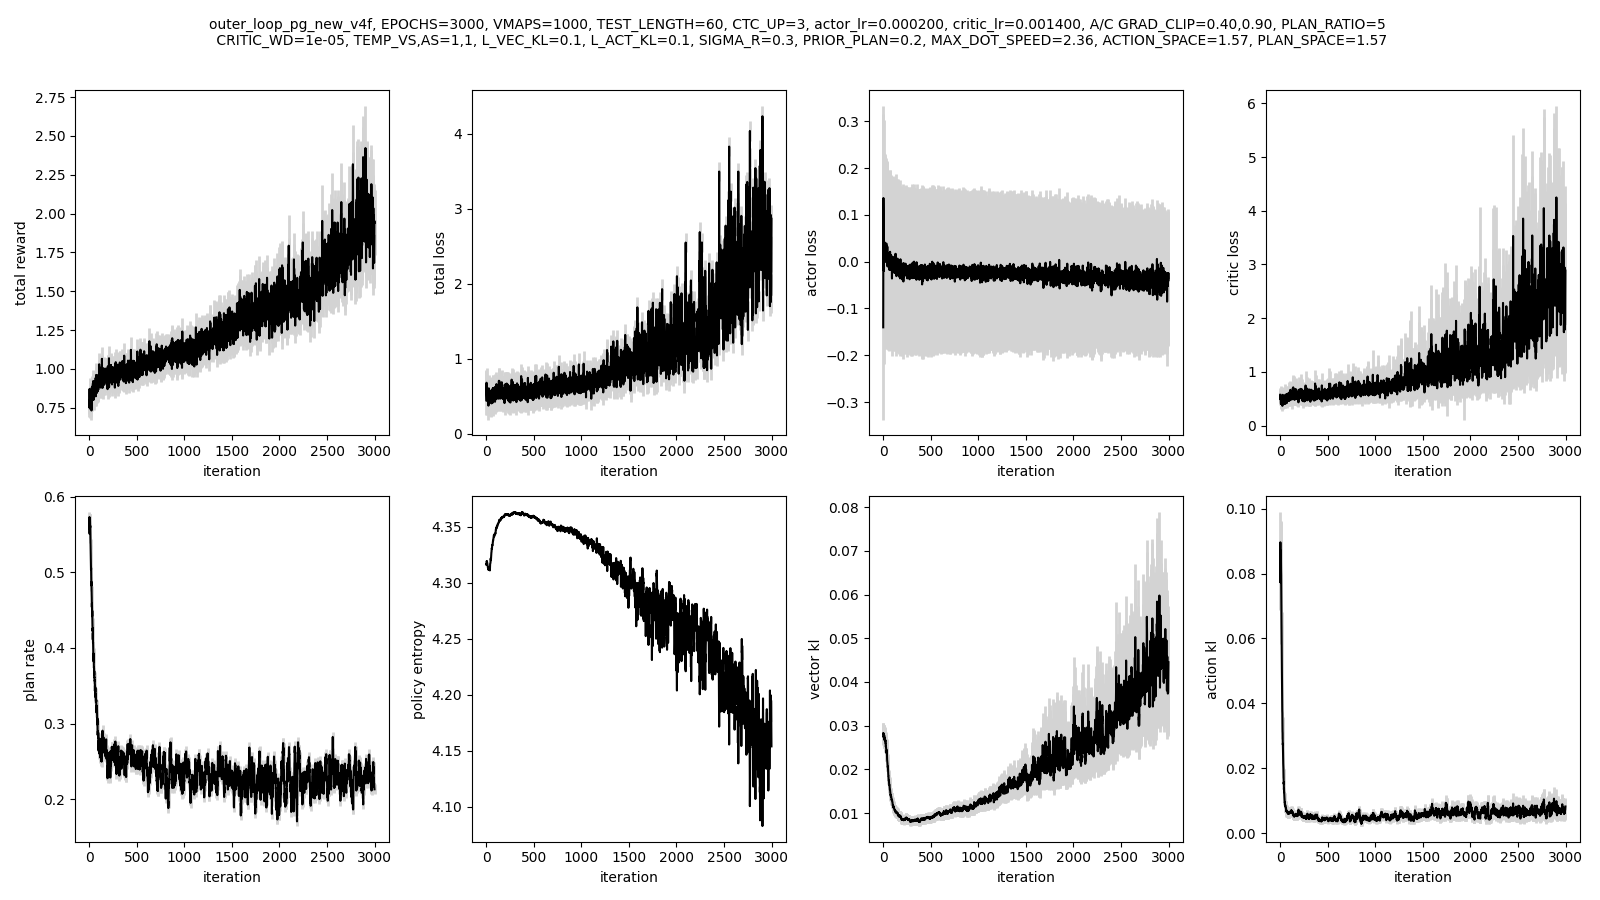 outer_loop_pg_new_v4f, EPOCHS=3000, VMAPS=1000, TEST_LENGTH=60, CTC_UP=3, actor_lr=0.000200, critic_lr=0.001400, A/C GRAD_CLIP=0.40,0.90, PLAN_RATIO=5
CRITIC_WD=1e-05, TEMP_VS,AS=1,1, L_VEC_KL=0.1, L_ACT_KL=0.1, SIGMA_R=0.3, PRIOR_PLAN=0.2, MAX_DOT_SPEED=2.36, ACTION_SPACE=1.57, PLAN_SPACE=1.57
total reward
2.75
2.50
2.25
2.00
1.75
1.50
1.25
1.00
0.75
0 500 1000 1500 2000 2500 3000
iteration
total loss
4
3
2
1
0
0 500 1000 1500 2000 2500 3000
iteration
actor loss
0.3
0.2
0.1
0.0
−0.1
−0.2
−0.3
0 500 1000 1500 2000 2500 3000
iteration
critic loss
6
5
4
3
2
1
0
0 500 1000 1500 2000 2500 3000
iteration
plan rate
0.6
0.5
0.4
0.3
0.2
0 500 1000 1500 2000 2500 3000
iteration
policy entropy
4.35
4.30
4.25
4.20
4.15
4.10
0 500 1000 1500 2000 2500 3000
iteration
vector kl
0.08
0.07
0.06
0.05
0.04
0.03
0.02
0.01
0 500 1000 1500 2000 2500 3000
iteration
action kl
0.10
0.08
0.06
0.04
0.02
0.00
0 500 1000 1500 2000 2500 3000
iteration